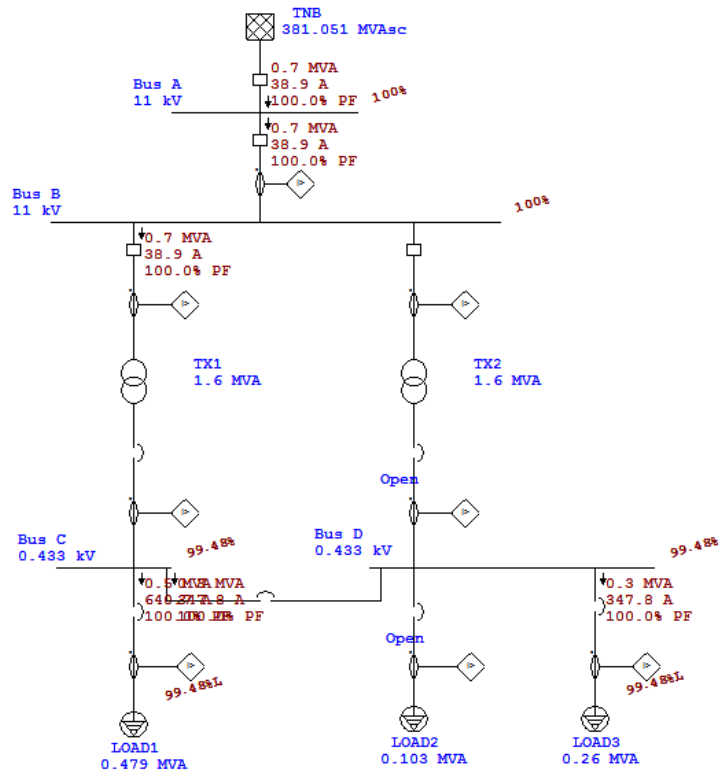 TNB
381.051 MVAsc
0.7 MVA
38.9 A
100.0% PF
Bus A
11 kV
100%
0.7 MVA
38.9 A
100.0% PF
Bus B
11 kV
100%
0.7 MVA
38.9 A
100.0% PF
TX1
1.6 MVA
TX2
1.6 MVA
Open
Bus C
0.433 kV
99.48%
Bus D
0.433 kV
99.48%
MVA
0.3 MVA
347.8 A
100.0% PF
Open
99.48%L
99.48%L
LOAD1
0.479 MVA
LOAD2
0.103 MVA
LOAD3
0.26 MVA